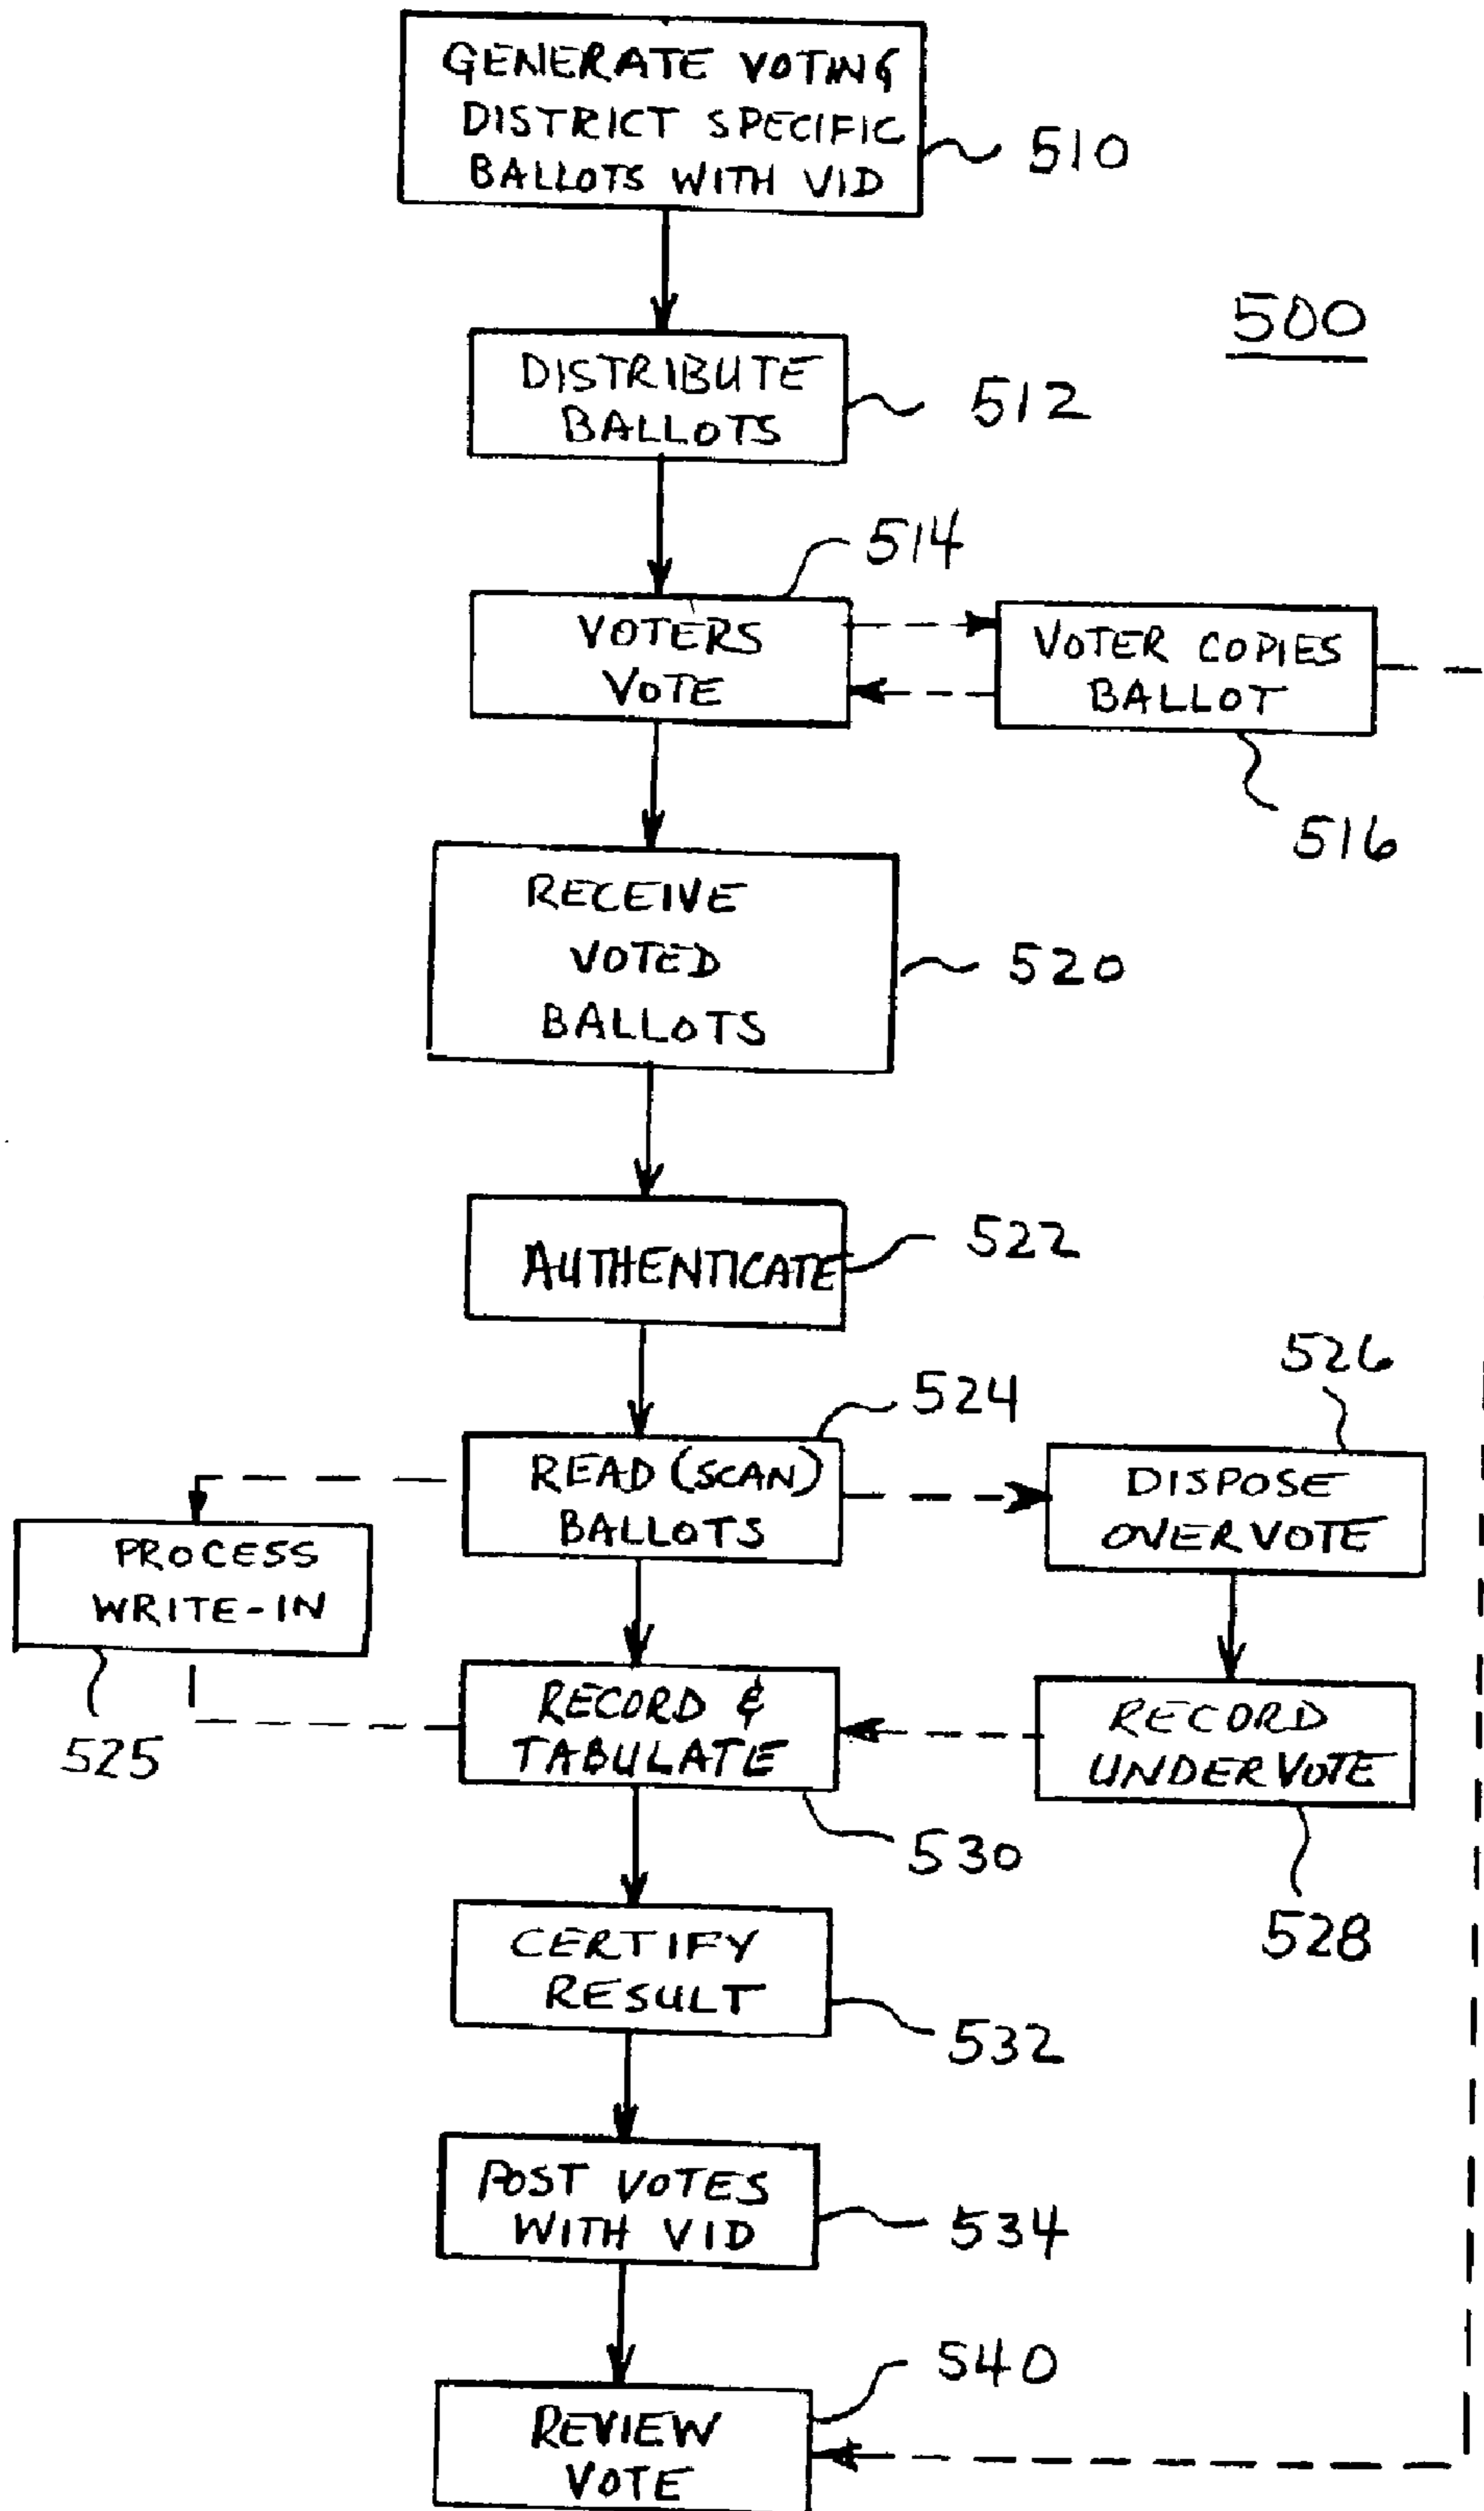 GENERATE VOTING
DISTRICT SPECIFIC
BALLOTS WITH VID
510
500
DISTRIBUTE
BALLOTS
512
514
VOTERS
VOTE
VOTER COPIES
BALLOT
516
RECEIVE
VOTED
BALLOTS
520
AUTHENTICATE
522
526
524
READ (SCAN)
BALLOTS
DISPOSE
OVERVOTE
PROCESS
WRITE-IN
525
RECORD &
TABULATE
RECORD
UNDERVOTE
530
528
CERTIFY
RESULT
532
POST VOTES
WITH VID
534
540
REVIEW
VOTE